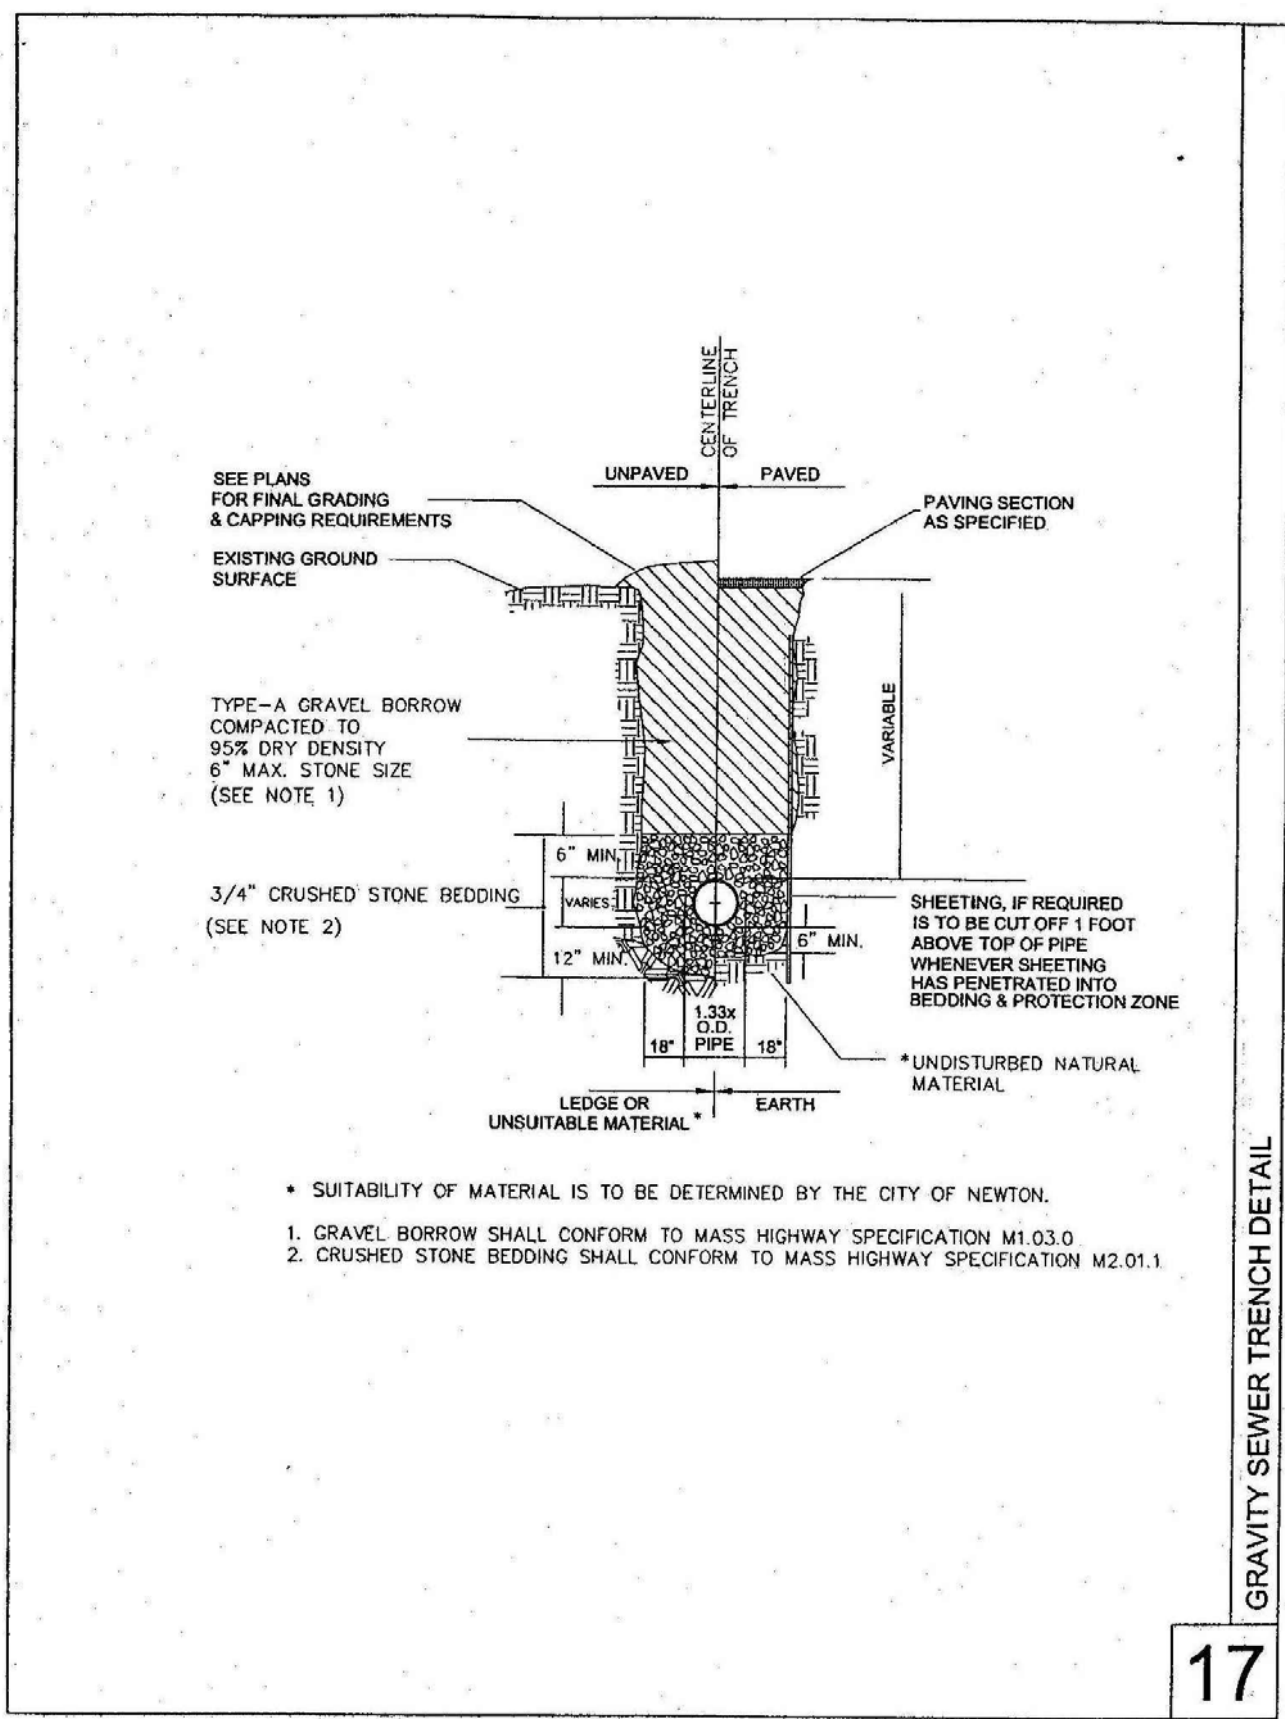 CENTERLINE
OF TRENCH
UNPAVED
PAVED
SEE PLANS
FOR FINAL GRADING
& CAPPING REQUIREMENTS
PAVING SECTION
AS SPECIFIED
EXISTING GROUND
SURFACE
TYPE-A GRAVEL BORROW
COMPACTED TO
95% DRY DENSITY
6" MAX. STONE SIZE
(SEE NOTE 1)
VARIABLE
6" MIN.
3/4" CRUSHED STONE BEDDING
(SEE NOTE 2)
VARIES
12" MIN.
6" MIN.
SHEETING, IF REQUIRED
IS TO BE CUT OFF 1 FOOT
ABOVE TOP OF PIPE
WHENEVER SHEETING
HAS PENETRATED INTO
BEDDING & PROTECTION ZONE
1.33x
O.D.
PIPE
18"
18"
*UNDISTURBED NATURAL
MATERIAL
LEDGE OR
UNSUITABLE MATERIAL *
EARTH
* SUITABILITY OF MATERIAL IS TO BE DETERMINED BY THE CITY OF NEWTON.
1. GRAVEL BORROW SHALL CONFORM TO MASS HIGHWAY SPECIFICATION M1.03.0
2. CRUSHED STONE BEDDING SHALL CONFORM TO MASS HIGHWAY SPECIFICATION M2.01.1
GRAVITY SEWER TRENCH DETAIL
17